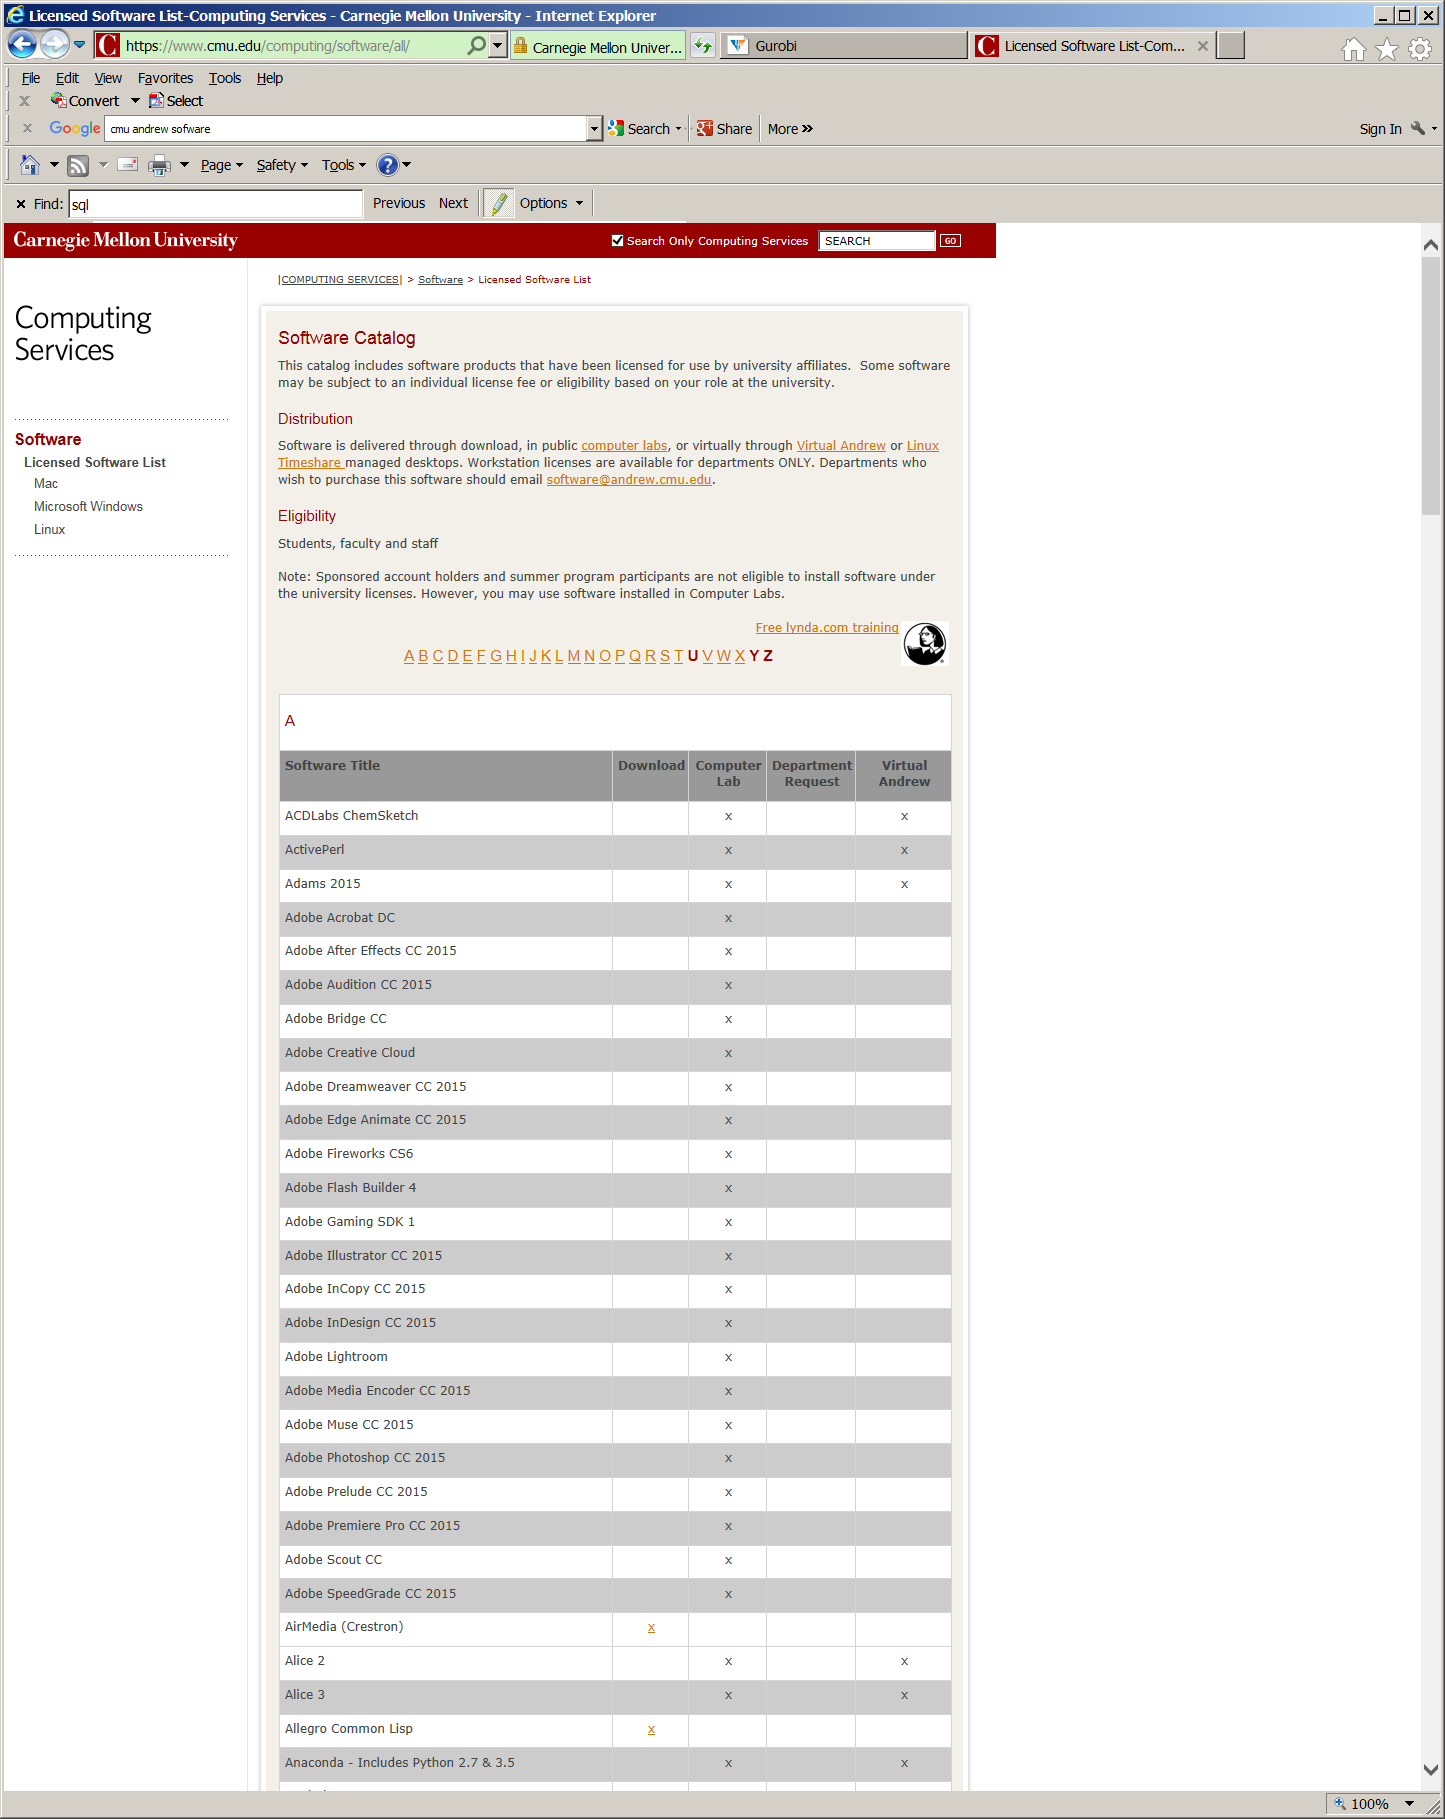 Licensed Software List-Computing Services - Carnegie Mellon University - Internet Explorer
https://www.cmu.edu/computing/software/all/
Carnegie Mellon Univer...
Gurobi
Licensed Software List-Com...
File Edit View Favorites Tools Help
x Convert Select
x Google cmu andrew sofware Search Share More » Sign In
Page Safety Tools
x Find: sql Previous Next Options
Carnegie Mellon University
Search Only Computing Services SEARCH GO
|COMPUTING SERVICES| > Software > Licensed Software List
Computing
Services
Software
Licensed Software List
Mac
Microsoft Windows
Linux
Software Catalog
This catalog includes software products that have been licensed for use by university affiliates. Some software
may be subject to an individual license fee or eligibility based on your role at the university.
Distribution
Software is delivered through download, in public computer labs, or virtually through Virtual Andrew or Linux
Timeshare managed desktops. Workstation licenses are available for departments ONLY. Departments who
wish to purchase this software should email software@andrew.cmu.edu.
Eligibility
Students, faculty and staff
Note: Sponsored account holders and summer program participants are not eligible to install software under
the university licenses. However, you may use software installed in Computer Labs.
Free lynda.com training
A B C D E F G H I J K L M N O P Q R S T U V W X Y Z
A
Software Title Download Computer Lab Department Request Virtual Andrew
ACDLabs ChemSketch x x
ActivePerl x x
Adams 2015 x x
Adobe Acrobat DC x
Adobe After Effects CC 2015 x
Adobe Audition CC 2015 x
Adobe Bridge CC x
Adobe Creative Cloud x
Adobe Dreamweaver CC 2015 x
Adobe Edge Animate CC 2015 x
Adobe Fireworks CS6 x
Adobe Flash Builder 4 x
Adobe Gaming SDK 1 x
Adobe Illustrator CC 2015 x
Adobe InCopy CC 2015 x
Adobe InDesign CC 2015 x
Adobe Lightroom x
Adobe Media Encoder CC 2015 x
Adobe Muse CC 2015 x
Adobe Photoshop CC 2015 x
Adobe Prelude CC 2015 x
Adobe Premiere Pro CC 2015 x
Adobe Scout CC x
Adobe SpeedGrade CC 2015 x
AirMedia (Crestron) x
Alice 2 x x
Alice 3 x x
Allegro Common Lisp x
Anaconda - Includes Python 2.7 & 3.5 x x
100%